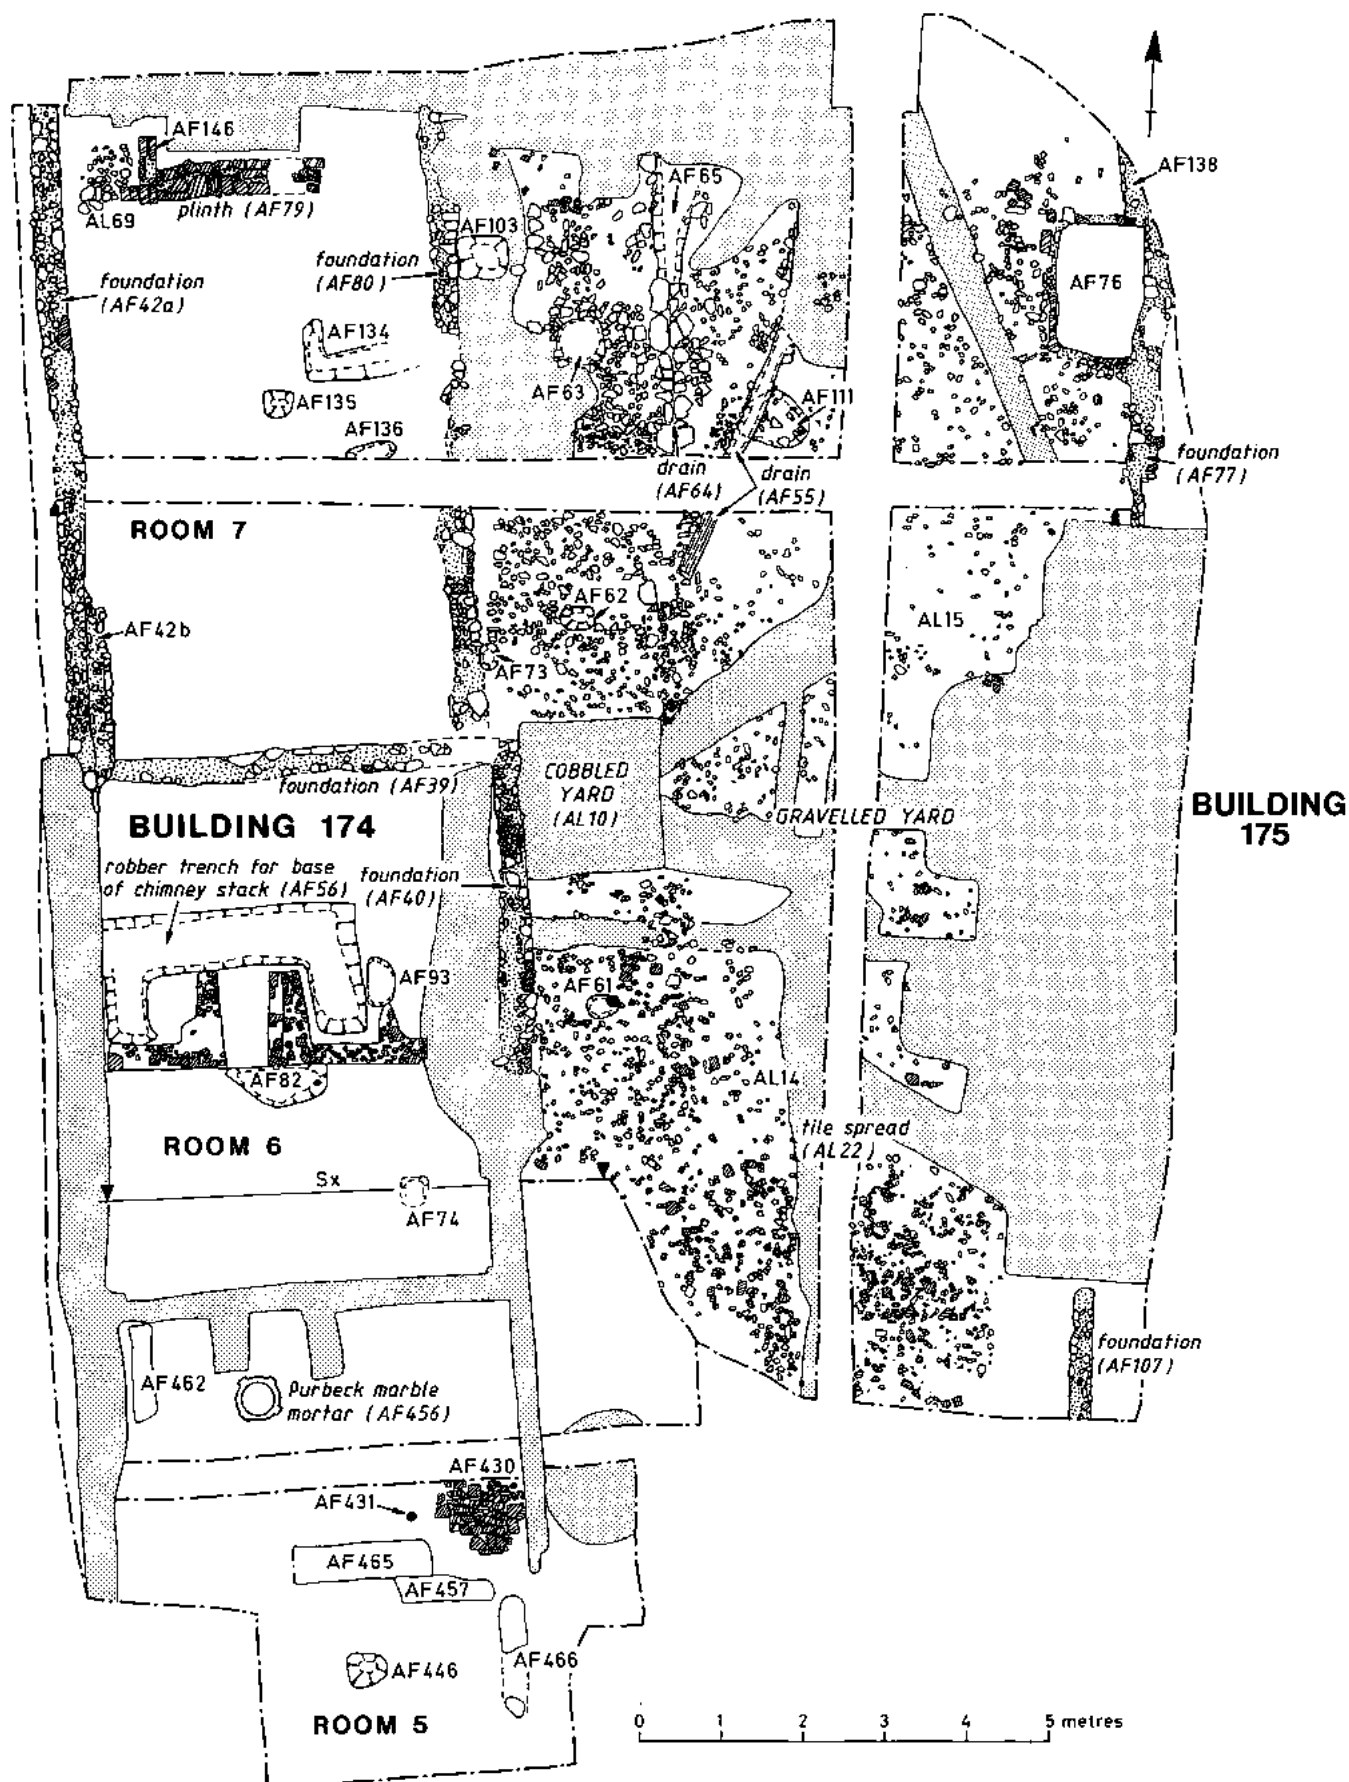 AF146
AL69
plinth (AF79)
AF65
AF138
AF103
foundation
(AF80)
AF76
foundation
(AF42a)
AF134
AF135
AF136
AF63
AF111
drain
(AF64)
drain
(AF55)
foundation
(AF77)
ROOM 7
AF62
AL15
AF42b
AF73
foundation (AF39)
COBBLED
YARD
(AL10)
GRAVELLED YARD
BUILDING
175
BUILDING 174
robber trench for base
of chimney stack (AF56)
foundation
(AF40)
AF93
AF61
AF82
AL14
ROOM 6
tile spread
(AL22)
Sx
AF74
AF462
Purbeck marble
mortar (AF456)
foundation
(AF107)
AF430
AF431
AF465
AF457
AF446
AF466
ROOM 5
0 1 2 3 4 5 metres